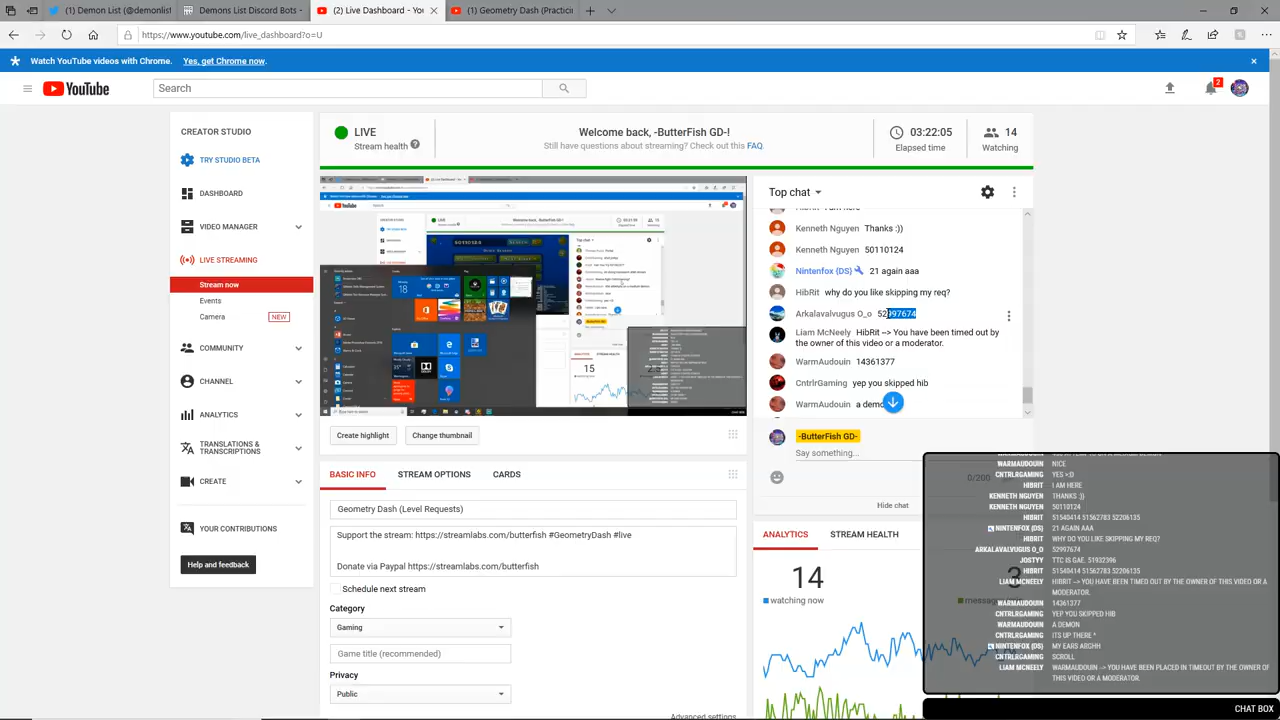 (2) Demon List (@demonlist
Demons List Discord Bots -
(2) Live Dashboard - You
(1) Geometry Dash (Practic
https://www.youtube.com/live_dashboard?o=U
Watch YouTube videos with Chrome. Yes, get Chrome now.
YouTube
Search
2
CREATOR STUDIO
TRY STUDIO BETA
DASHBOARD
VIDEO MANAGER
LIVE STREAMING
Stream now
Events
Camera NEW
COMMUNITY
CHANNEL
ANALYTICS
TRANSLATIONS &
TRANSCRIPTIONS
CREATE
YOUR CONTRIBUTIONS
Help and feedback
LIVE
Stream health
Welcome back, -ButterFish GD-!
Still have questions about streaming? Check out this FAQ.
03:22:05
Elapsed time
14
Watching
Create highlight
Change thumbnail
BASIC INFO
STREAM OPTIONS
CARDS
Geometry Dash (Level Requests)
Support the stream: https://streamlabs.com/butterfish #GeometryDash #live
Donate via Paypal https://streamlabs.com/butterfish
Schedule next stream
Category
Gaming
Game title (recommended)
Privacy
Public
Advanced settings
Top chat
Kenneth Nguyen Thanks :))
Kenneth Nguyen 50110124
Nintenfox {DS} 21 again aaa
HibRit why do you like skipping my req?
Arkalavalvugus O_o 52997674
Liam McNeely HibRit --> You have been timed out by
the owner of this video or a moderator.
WarmAudouin 14361377
CntrlrGaming yep you skipped hib
WarmAudouin a demo
-ButterFish GD-
Say something...
0/200
Hide chat
ANALYTICS
STREAM HEALTH
14
watching now
3
WARMAUDOUIN NICE
CNTRLRGAMING YES =:D
HIBRIT I AM HERE
KENNETH NGUYEN THANKS :))
KENNETH NGUYEN 50110124
HIBRIT 51540414 51562783 52206135
NINTENFOX {DS} 21 AGAIN AAA
HIBRIT WHY DO YOU LIKE SKIPPING MY REQ?
ARKALAVALVUGUS O_O 52997674
JOSTYY TTC IS GAE, 51932396
HIBRIT 51540414 51562783 52206135
LIAM MCNEELY HIBRIT --> YOU HAVE BEEN TIMED OUT BY THE OWNER OF THIS VIDEO OR A
MODERATOR.
WARMAUDOUIN 14361377
CNTRLRGAMING YEP YOU SKIPPED HIB
WARMAUDOUIN A DEMON
CNTRLRGAMING ITS UP THERE ^
NINTENFOX {DS} MY EARS ARGHH
CNTRLRGAMING SCROLL
LIAM MCNEELY WARMAUDOUIN --> YOU HAVE BEEN PLACED IN TIMEOUT BY THE OWNER OF
THIS VIDEO OR A MODERATOR.
CHAT BOX